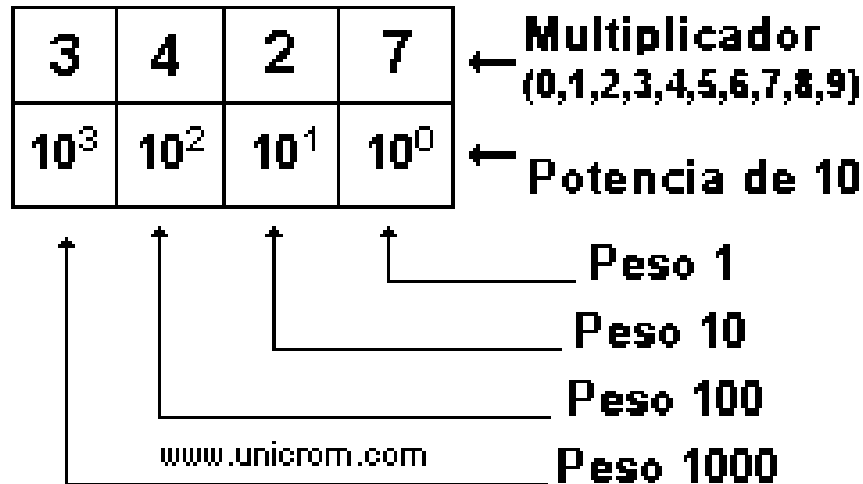 3 4 2 7 Multiplicador
(0,1,2,3,4,5,6,7,8,9)
10³ 10² 10¹ 10⁰
Potencia de 10
Peso 1
Peso 10
Peso 100
www.unicrom.com
Peso 1000